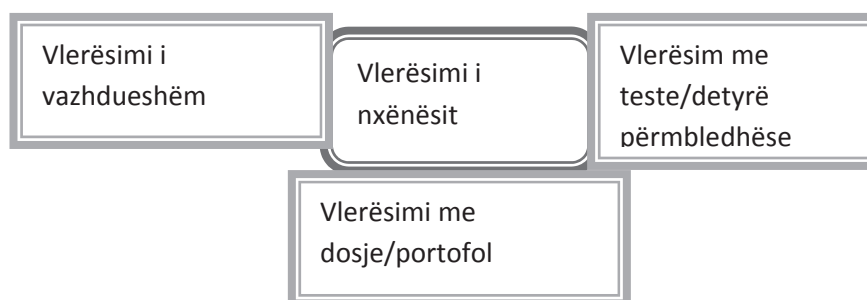 Vlerësimi i
vazhdueshëm
Vlerësimi i
nxënësit
Vlerësim me
teste/detyrë
përmbledhëse
Vlerësimi me
dosje/portofol